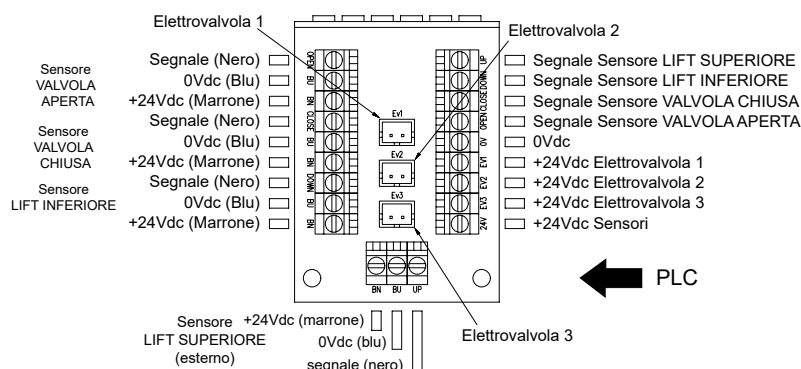 Elettrovalvola 1
Elettrovalvola 2
Sensore
VALVOLA
APERTA
Segnale (Nero)
0Vdc (Blu)
+24Vdc (Marrone)
Sensore
VALVOLA
CHIUSA
Segnale (Nero)
0Vdc (Blu)
+24Vdc (Marrone)
Sensore
LIFT INFERIORE
Segnale (Nero)
0Vdc (Blu)
+24Vdc (Marrone)
OPEN
BU
BN
CLOSE
BU
BN
DOWN
BU
BN
Ev1
Ev2
Ev3
UP
DOWN
CLOSE
OPEN
0V
EV1
EV2
EV3
24V
Segnale Sensore LIFT SUPERIORE
Segnale Sensore LIFT INFERIORE
Segnale Sensore VALVOLA CHIUSA
Segnale Sensore VALVOLA APERTA
0Vdc
+24Vdc Elettrovalvola 1
+24Vdc Elettrovalvola 2
+24Vdc Elettrovalvola 3
+24Vdc Sensori
PLC
BN BU UP
Sensore
LIFT SUPERIORE
(esterno)
+24Vdc (marrone)
0Vdc (blu)
segnale (nero)
Elettrovalvola 3